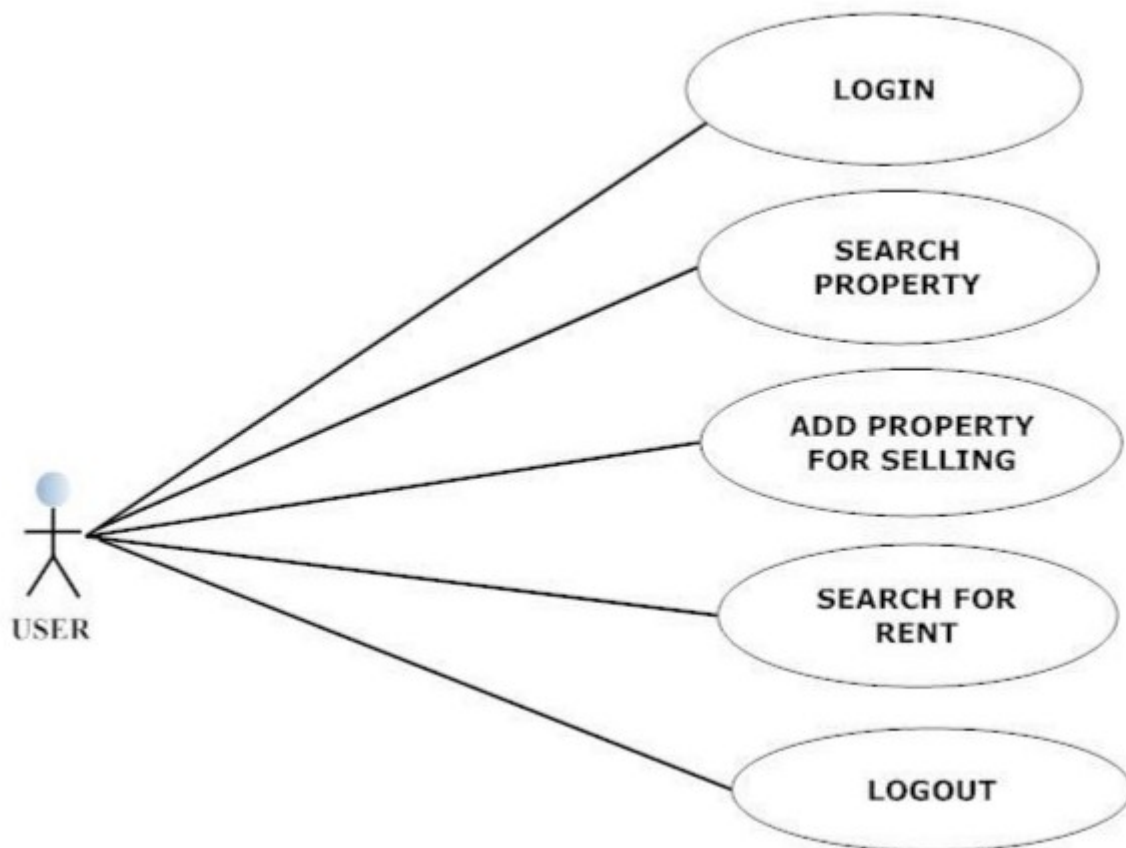 LOGIN
SEARCH
PROPERTY
ADD PROPERTY
FOR SELLING
USER
SEARCH FOR
RENT
LOGOUT